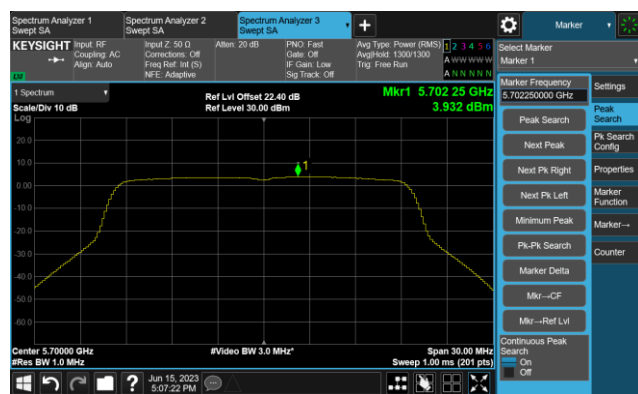 Spectrum Analyzer 1
Swept SA
Spectrum Analyzer 2
Swept SA
Spectrum Analyzer 3
Swept SA
+
Marker
KEYSIGHT
Input: RF
Coupling: AC
Align: Auto
Input Z: 50 Ω
Corrections: Off
Freq Ref: Int (S)
NFE: Adaptive
Atten: 20 dB
PNO: Fast
Gate: Off
IF Gain: Low
Sig Track: Off
Avg Type: Power (RMS)
Avg|Hold: 1300/1300
Trig: Free Run
1 2 3 4 5 6
A W W W W W
A N N N N N
Select Marker
Marker 1
LXI
1 Spectrum
Scale/Div 10 dB
Log
Ref Lvl Offset 22.40 dB
Ref Level 30.00 dBm
Mkr1 5.702 25 GHz
3.932 dBm
20.0
10.0
0.00
-10.0
-20.0
-30.0
-40.0
-50.0
-60.0
1
Center 5.70000 GHz
#Res BW 1.0 MHz
#Video BW 3.0 MHz*
Span 30.00 MHz
Sweep 1.00 ms (201 pts)
Marker Frequency
5.702250000 GHz
Peak Search
Next Peak
Next Pk Right
Next Pk Left
Minimum Peak
Pk-Pk Search
Marker Delta
Mkr→CF
Mkr→Ref Lvl
Continuous Peak
Search
On
Off
Settings
Peak
Search
Pk Search
Config
Properties
Marker
Function
Marker→
Counter
?
Jun 15, 2023
5:07:22 PM